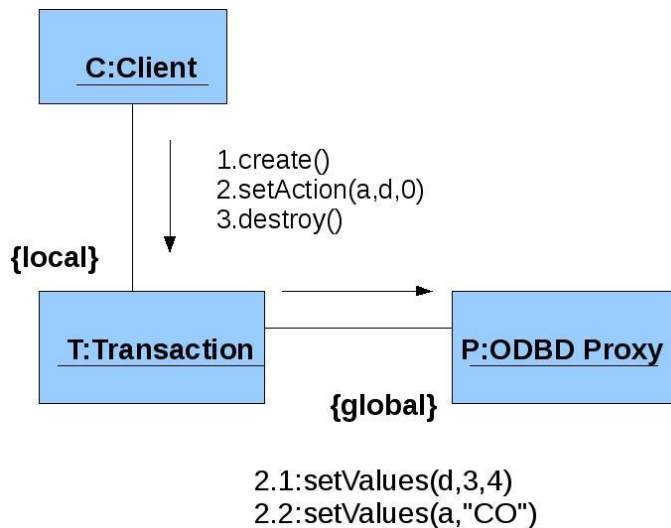 C:Client
1.create()
2.setAction(a,d,0)
3.destroy()
{local}
T:Transaction
P:ODBD Proxy
{global}
2.1:setValues(d,3,4)
2.2:setValues(a,"CO")